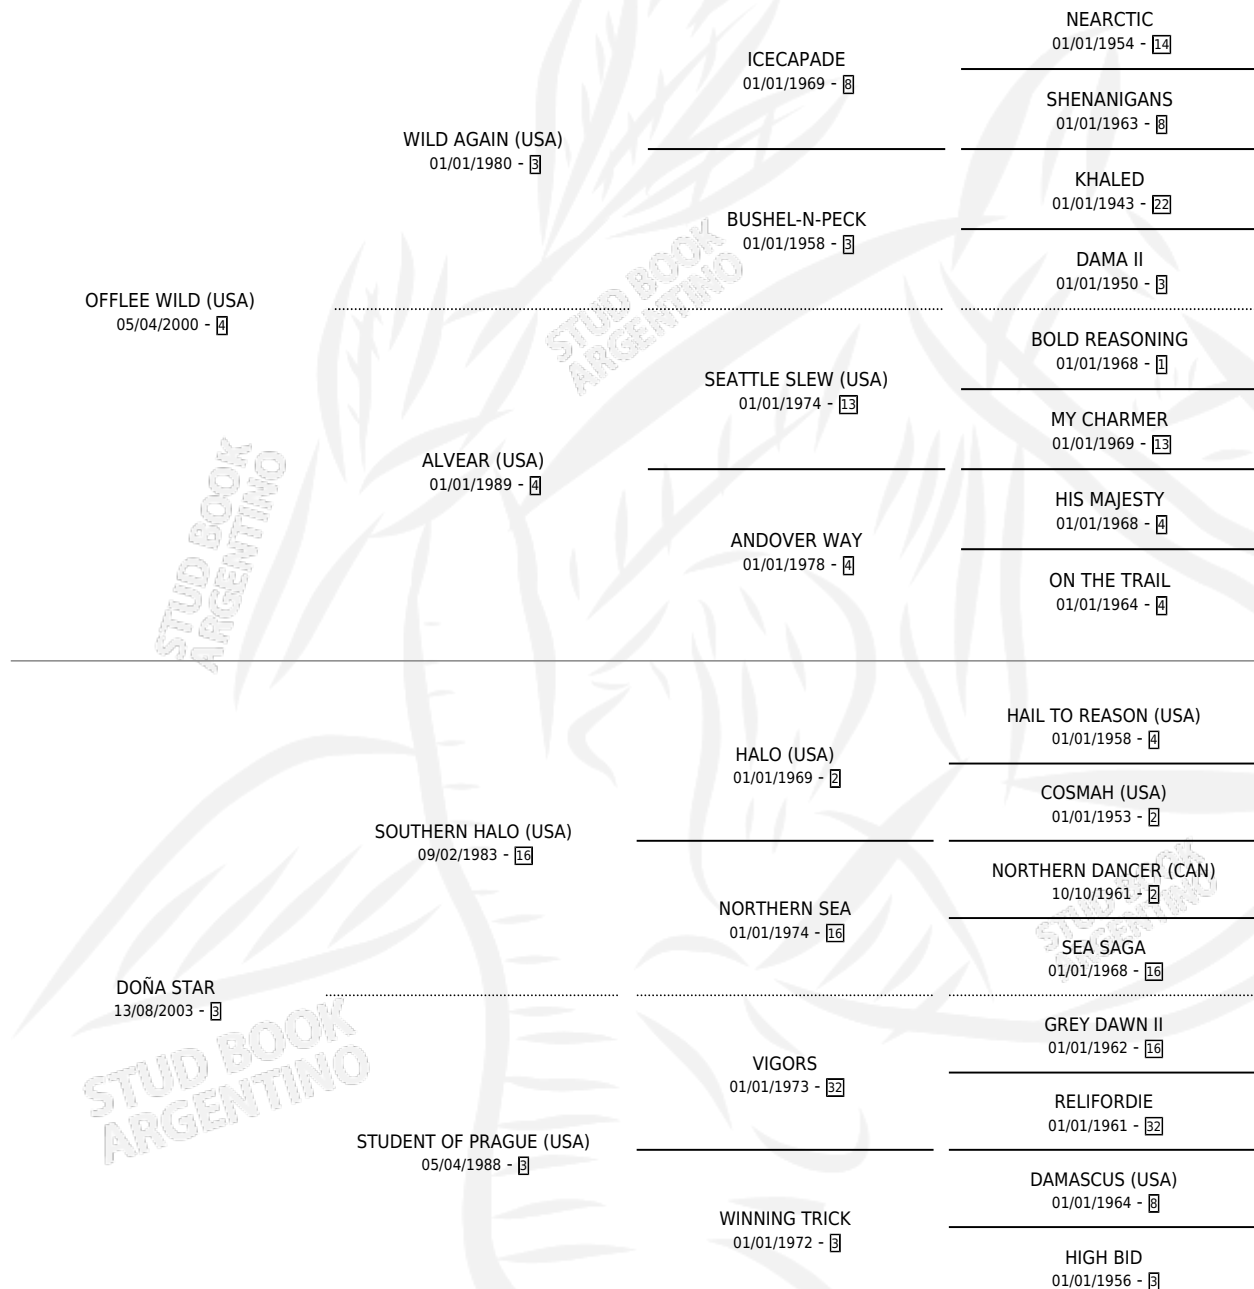 NEARCTIC
01/01/1954 - 14
ICECAPADE
01/01/1969 - 8
SHENANIGANS
01/01/1963 - 8
WILD AGAIN (USA)
01/01/1980 - 3
KHALED
01/01/1943 - 22
BUSHEL-N-PECK
01/01/1958 - 3
DAMA II
01/01/1950 - 3
OFFLEE WILD (USA)
05/04/2000 - 4
BOLD REASONING
01/01/1968 - 1
SEATTLE SLEW (USA)
01/01/1974 - 13
MY CHARMER
01/01/1969 - 13
ALVEAR (USA)
01/01/1989 - 4
HIS MAJESTY
01/01/1968 - 4
ANDOVER WAY
01/01/1978 - 4
ON THE TRAIL
01/01/1964 - 4
HAIL TO REASON (USA)
01/01/1958 - 4
HALO (USA)
01/01/1969 - 2
COSMAH (USA)
01/01/1953 - 2
SOUTHERN HALO (USA)
09/02/1983 - 16
NORTHERN DANCER (CAN)
10/10/1961 - 2
NORTHERN SEA
01/01/1974 - 16
SEA SAGA
01/01/1968 - 16
DOÑA STAR
13/08/2003 - 3
GREY DAWN II
01/01/1962 - 16
VIGORS
01/01/1973 - 32
RELIFORDIE
01/01/1961 - 32
STUDENT OF PRAGUE (USA)
05/04/1988 - 3
DAMASCUS (USA)
01/01/1964 - 8
WINNING TRICK
01/01/1972 - 3
HIGH BID
01/01/1956 - 3
STUD BOOK
ARGENTINO
STUD BOOK
ARGENTINO
STUD BOOK
ARGENTINO
STUD BOOK
ARGENTINO